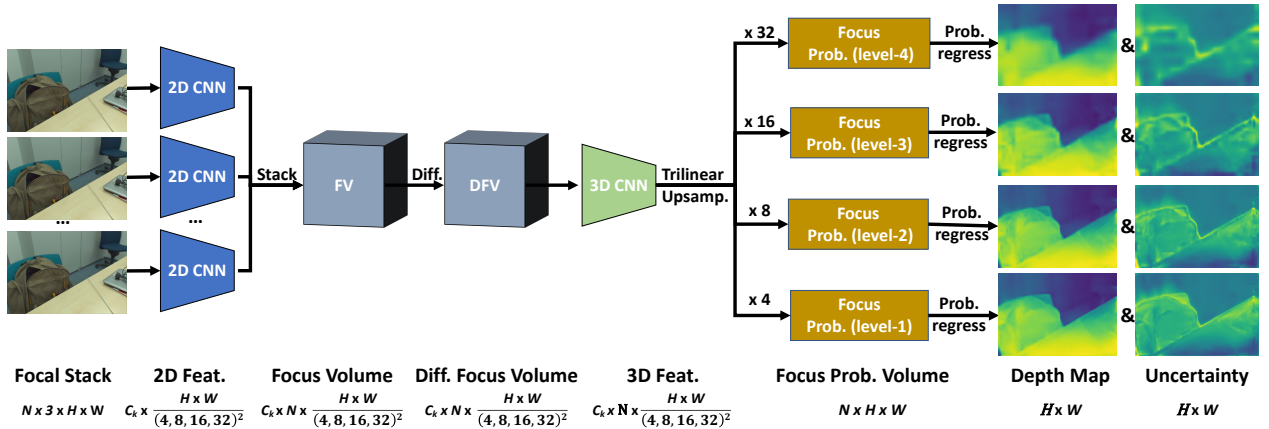 2D CNN
2D CNN
...
...
2D CNN
Stack
FV
Diff.
DFV
3D CNN
Trilinear
Upsamp.
x 32
Focus
Prob. (level-4)
Prob.
regress
&
x 16
Focus
Prob. (level-3)
Prob.
regress
&
x 8
Focus
Prob. (level-2)
Prob.
regress
&
x 4
Focus
Prob. (level-1)
Prob.
regress
&
Focal Stack
N x 3 x H x W
2D Feat.
C_k x H x W / (4, 8, 16, 32)²
Focus Volume
C_k x N x H x W / (4, 8, 16, 32)²
Diff. Focus Volume
C_k x N x H x W / (4, 8, 16, 32)²
3D Feat.
C_k x N x H x W / (4, 8, 16, 32)²
Focus Prob. Volume
N x H x W
Depth Map
H x W
Uncertainty
H x W